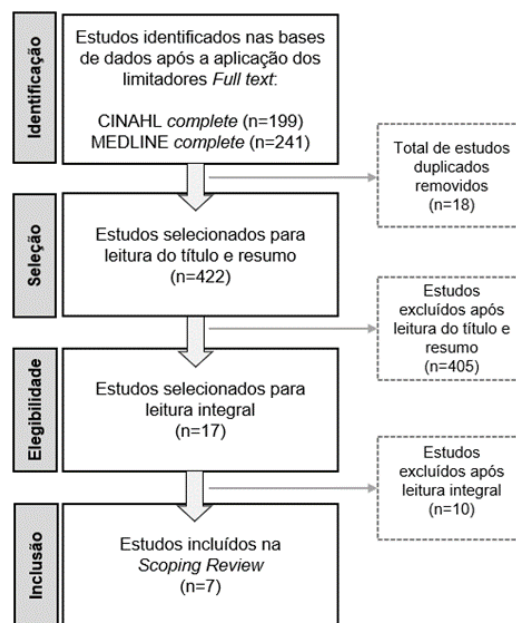 Identificação
Estudos identificados nas bases
de dados após a aplicação dos
limitadores Full text:
CINAHL complete (n=199)
MEDLINE complete (n=241)
Total de estudos
duplicados
removidos
(n=18)
Seleção
Estudos selecionados para
leitura do título e resumo
(n=422)
Estudos
excluídos após
leitura do título e
resumo
(n=405)
Elegibilidade
Estudos selecionados para
leitura integral
(n=17)
Estudos
excluídos após
leitura integral
(n=10)
Inclusão
Estudos incluídos na
Scoping Review
(n=7)